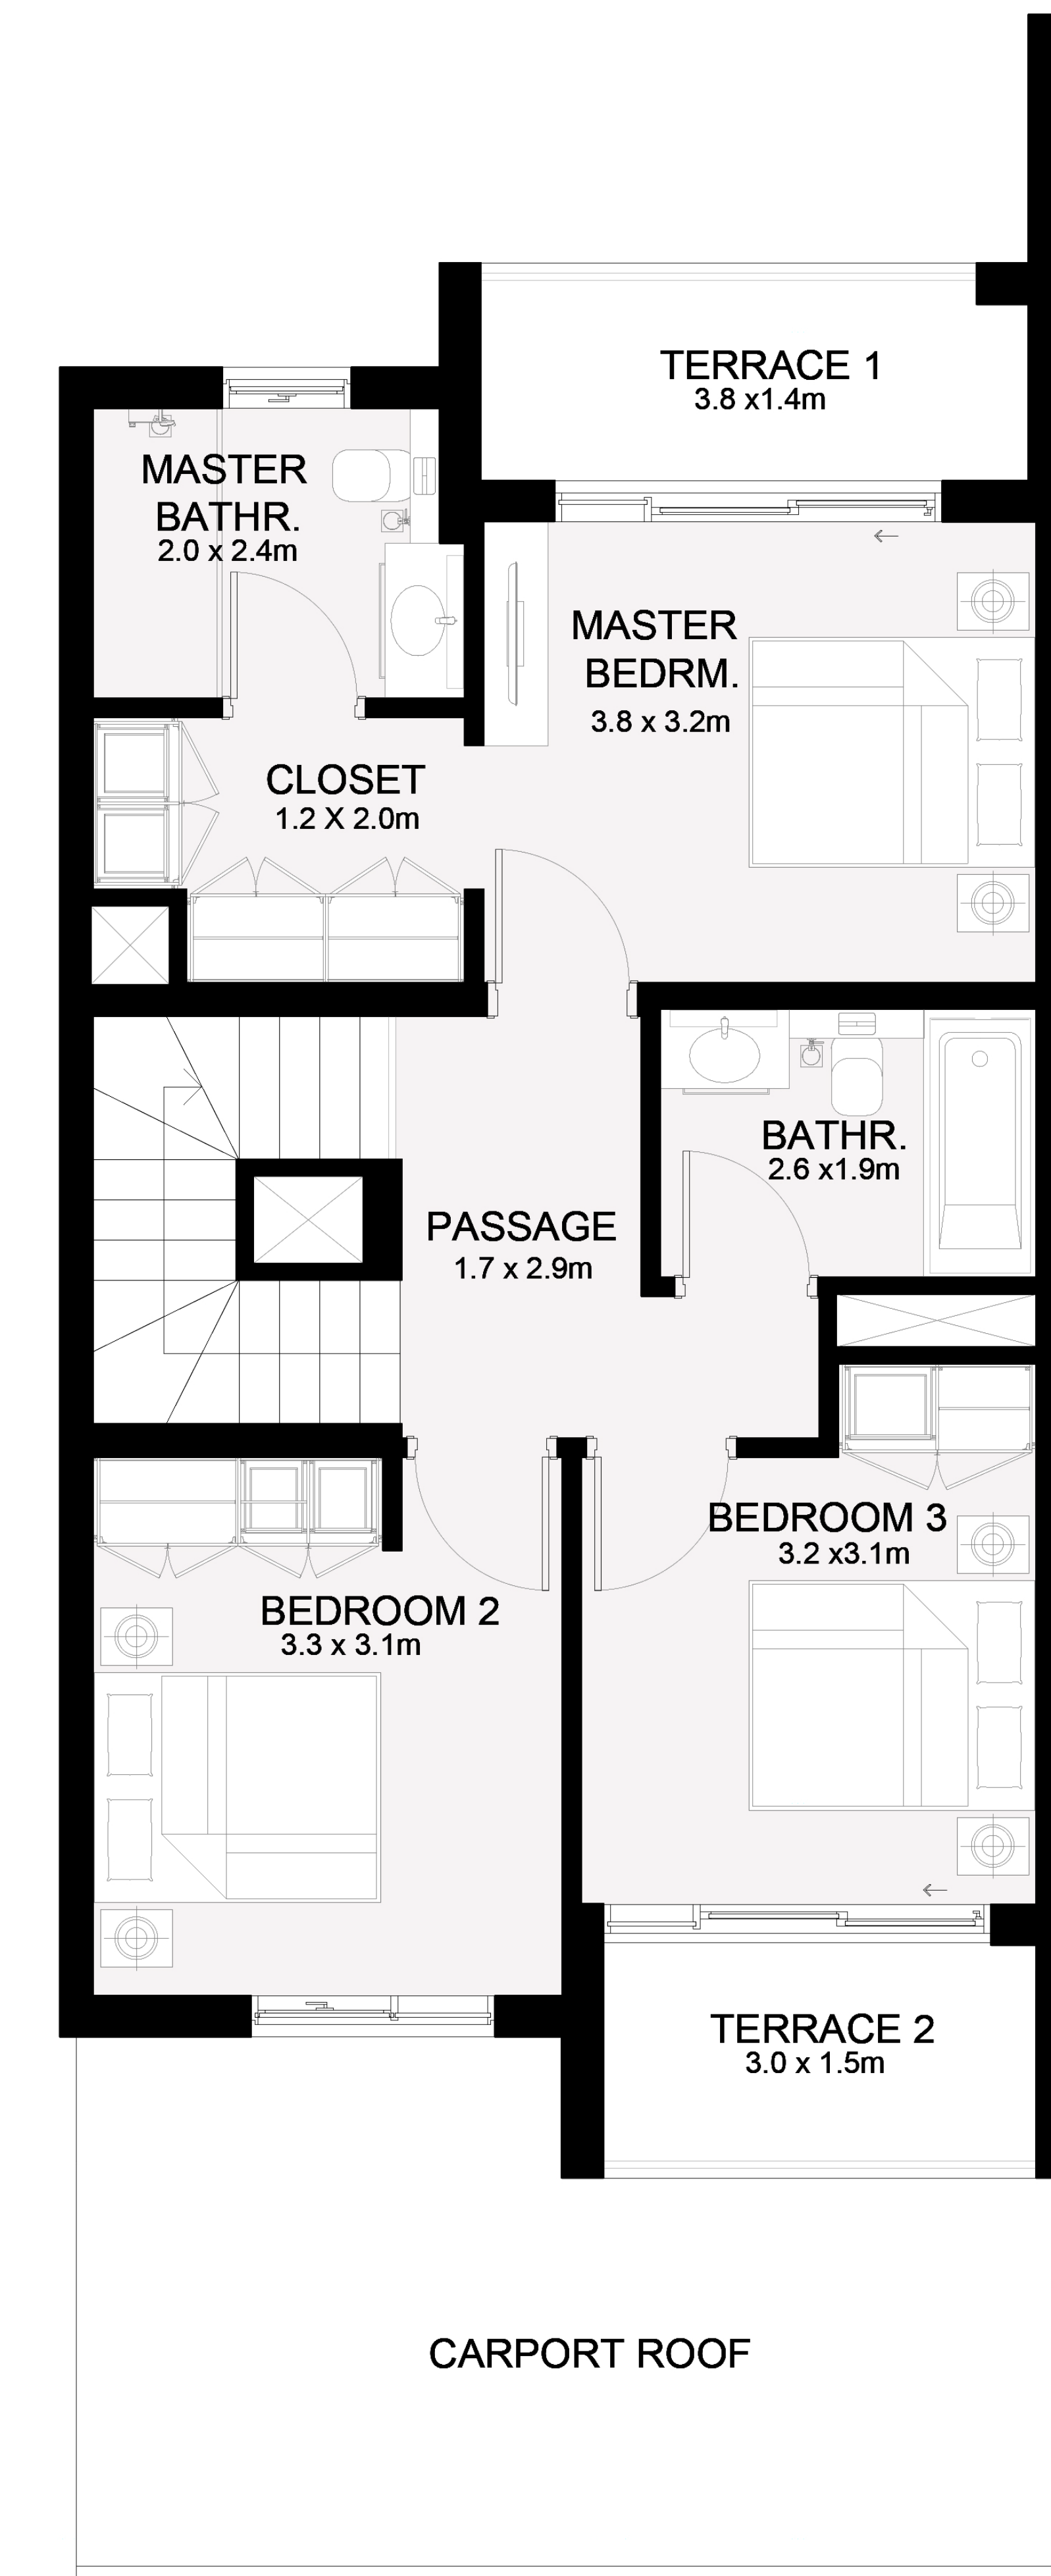 TERRACE 1
3.8 x1.4m
MASTER
BATHR.
2.0 x 2.4m
MASTER
BEDRM.
3.8 x 3.2m
CLOSET
1.2 X 2.0m
BATHR.
2.6 x1.9m
PASSAGE
1.7 x 2.9m
BEDROOM 3
3.2 x3.1m
BEDROOM 2
3.3 x 3.1m
TERRACE 2
3.0 x 1.5m
CARPORT ROOF